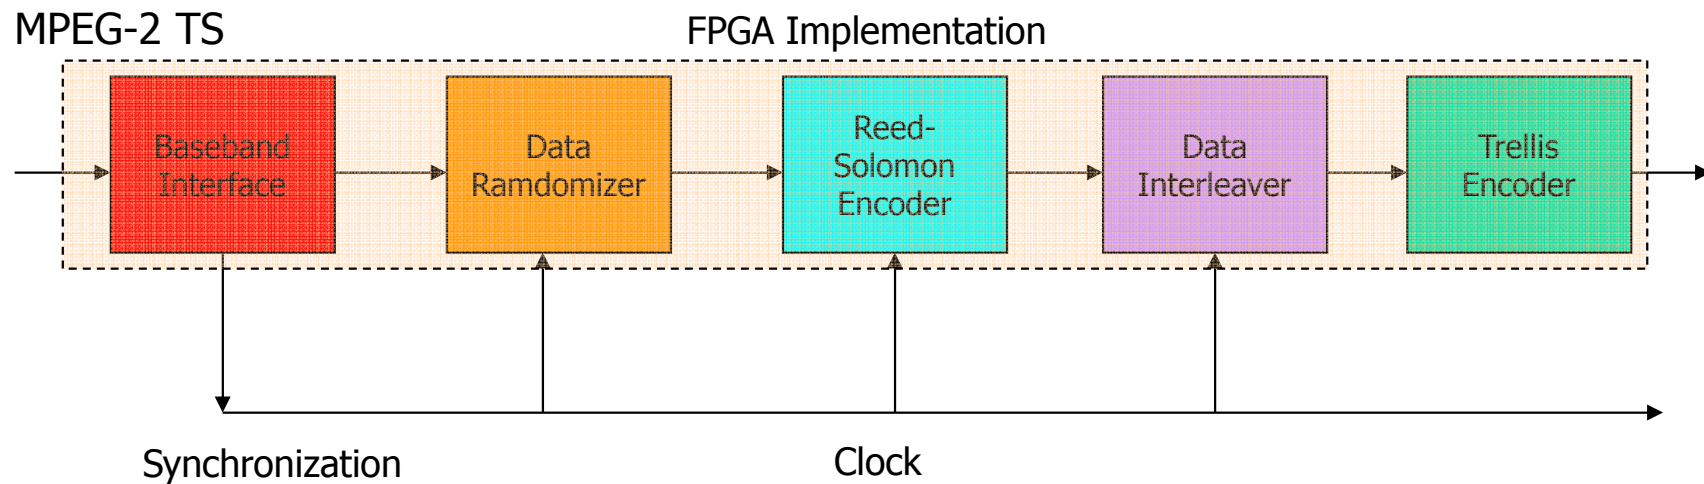 MPEG-2 TS
FPGA Implementation
Baseband
Interface
Data
Ramdomizer
Reed-
Solomon
Encoder
Data
Interleaver
Trellis
Encoder
Synchronization
Clock